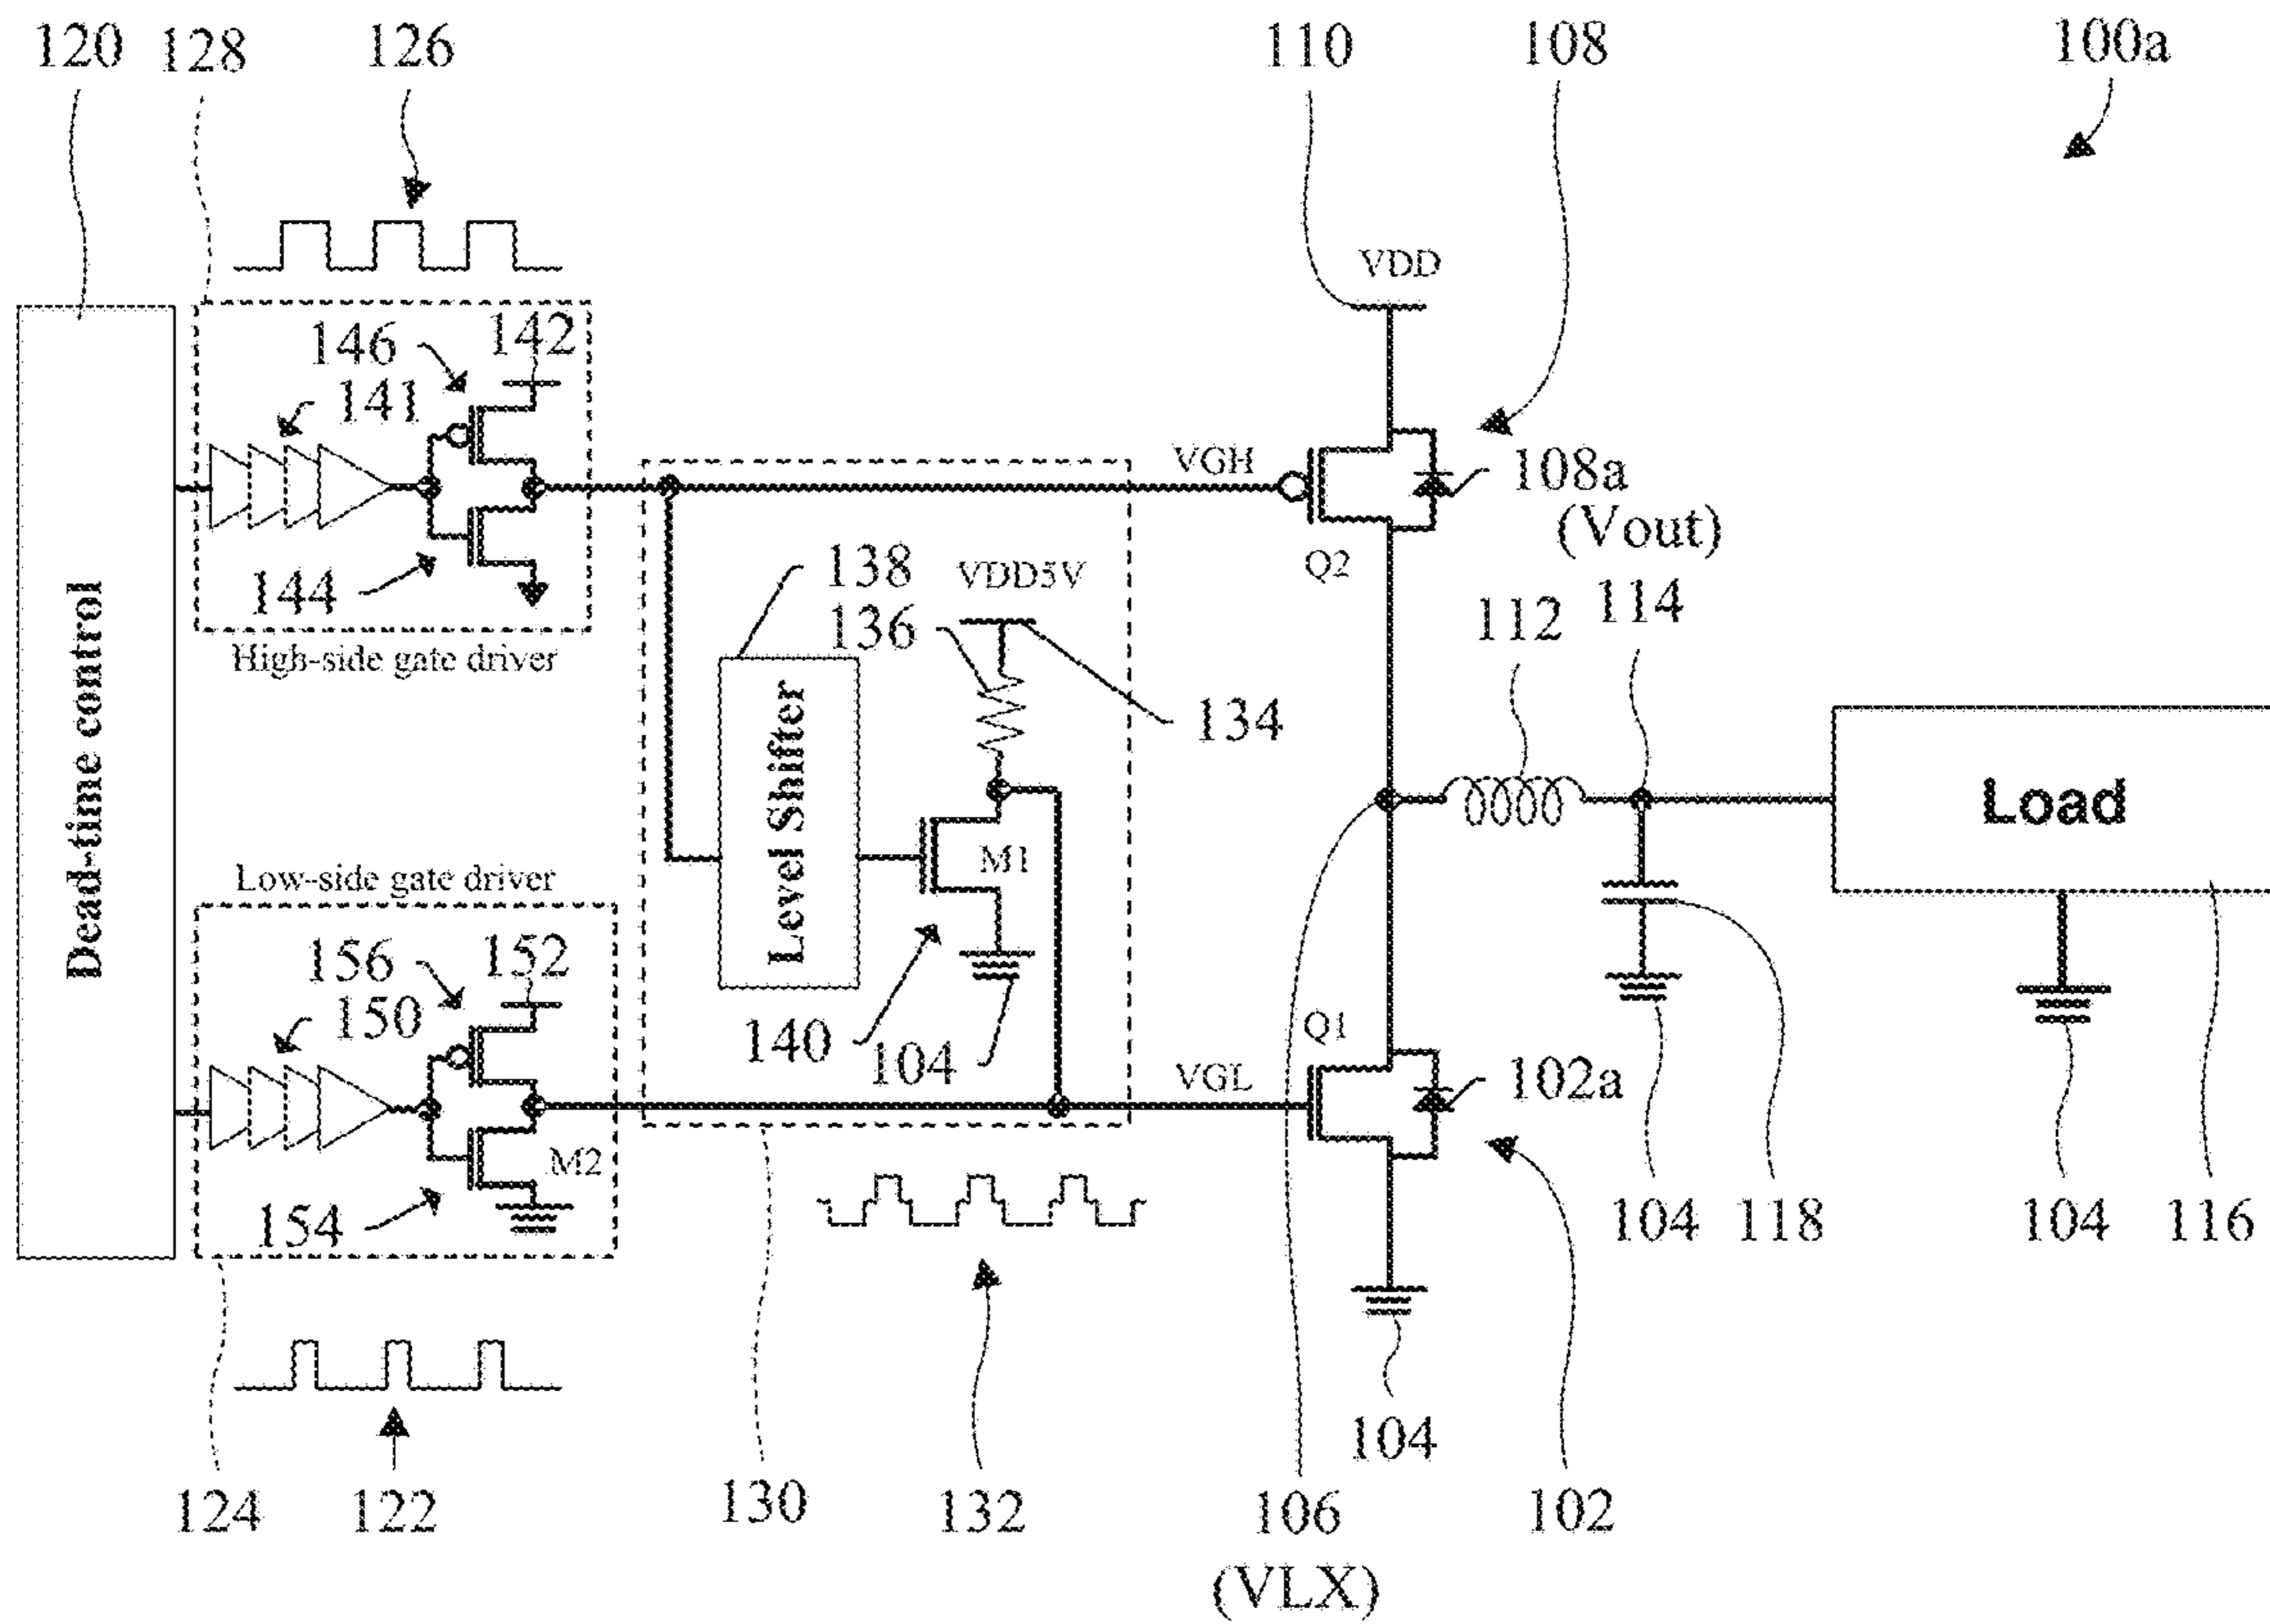 120
128
126
110
108
100a
VDD
146
142
141
VGH
108a
(Vout)
144
High-side gate driver
138
VDD5V
Q2
136
112
114
134
Dead-time control
Level Shifter
M1
Load
Low-side gate driver
156
152
150
140
104
Q1
VGL
102a
M2
154
104
118
104
116
104
124
122
130
132
106
102
(VLX)